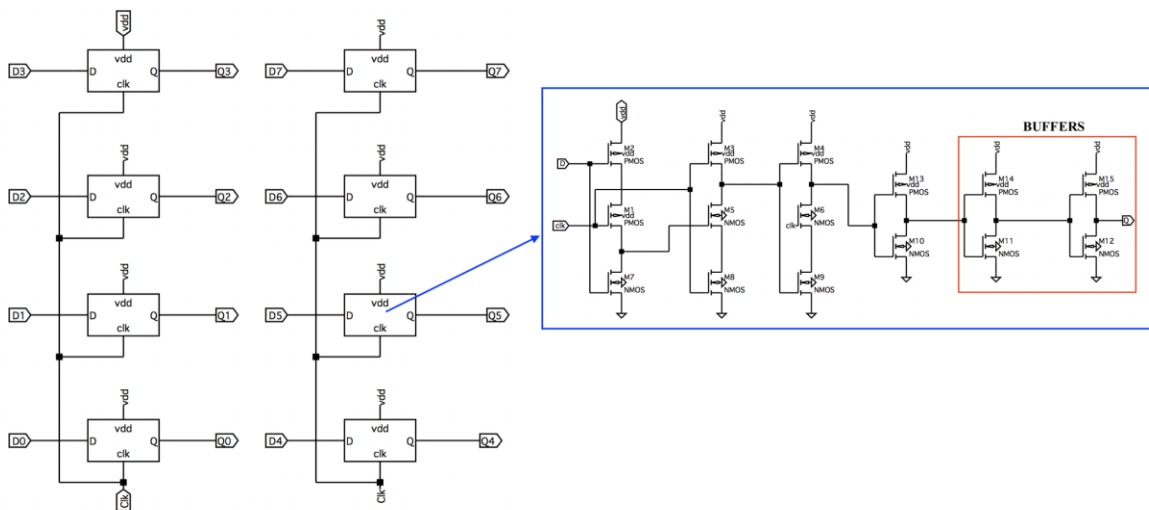 vdd
vdd
D3
D
vdd
Q
Q3
clk
D7
D
vdd
Q
Q7
clk
vdd
vdd
D2
D
vdd
Q
Q2
clk
D6
D
vdd
Q
Q6
clk
vdd
vdd
D1
D
vdd
Q
Q1
clk
D5
D
vdd
Q
Q5
clk
vdd
vdd
D0
D
vdd
Q
Q0
clk
D4
D
vdd
Q
Q4
clk
Clk
Clk
BUFFERS
vdd
vdd
vdd
vdd
vdd
vdd
D
M2
vdd
PMOS
M3
vdd
PMOS
M4
vdd
PMOS
M13
vdd
PMOS
M14
vdd
PMOS
M15
vdd
PMOS
clk
M1
vdd
PMOS
M5
NMOS
clk
M6
NMOS
M10
NMOS
M11
NMOS
M12
NMOS
Q
M7
NMOS
M8
NMOS
M9
NMOS